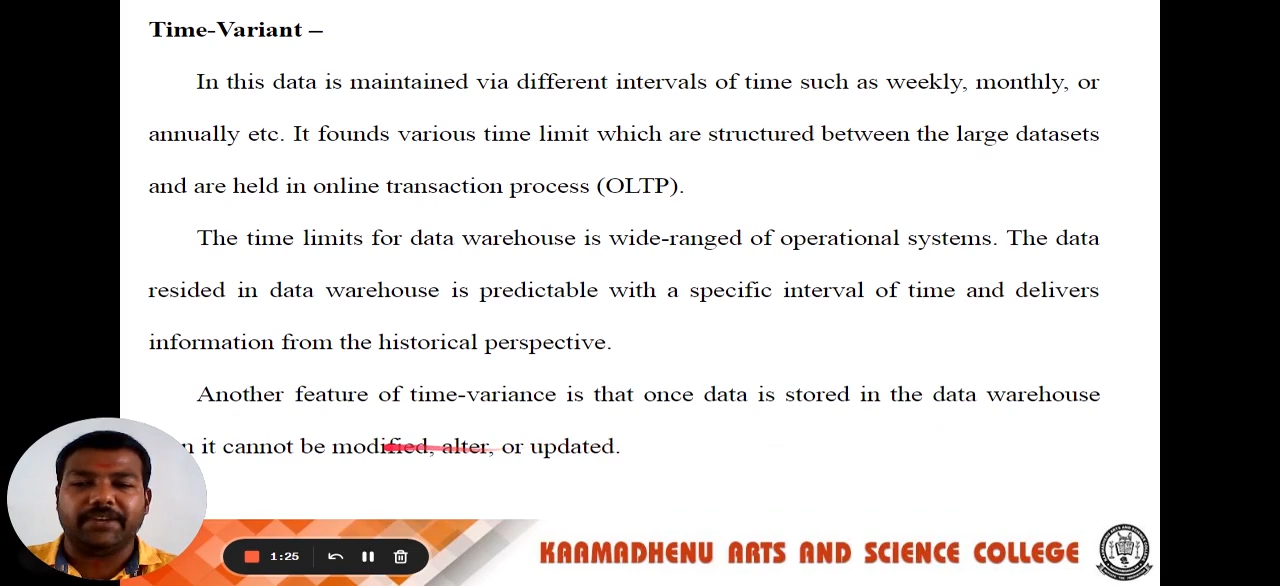 Time-Variant –
In this data is maintained via different intervals of time such as weekly, monthly, or
annually etc. It founds various time limit which are structured between the large datasets
and are held in online transaction process (OLTP).
The time limits for data warehouse is wide-ranged of operational systems. The data
resided in data warehouse is predictable with a specific interval of time and delivers
information from the historical perspective.
Another feature of time-variance is that once data is stored in the data warehouse
n it cannot be modified, alter, or updated.
1:25
KAAMADHENU ARTS AND SCIENCE COLLEGE